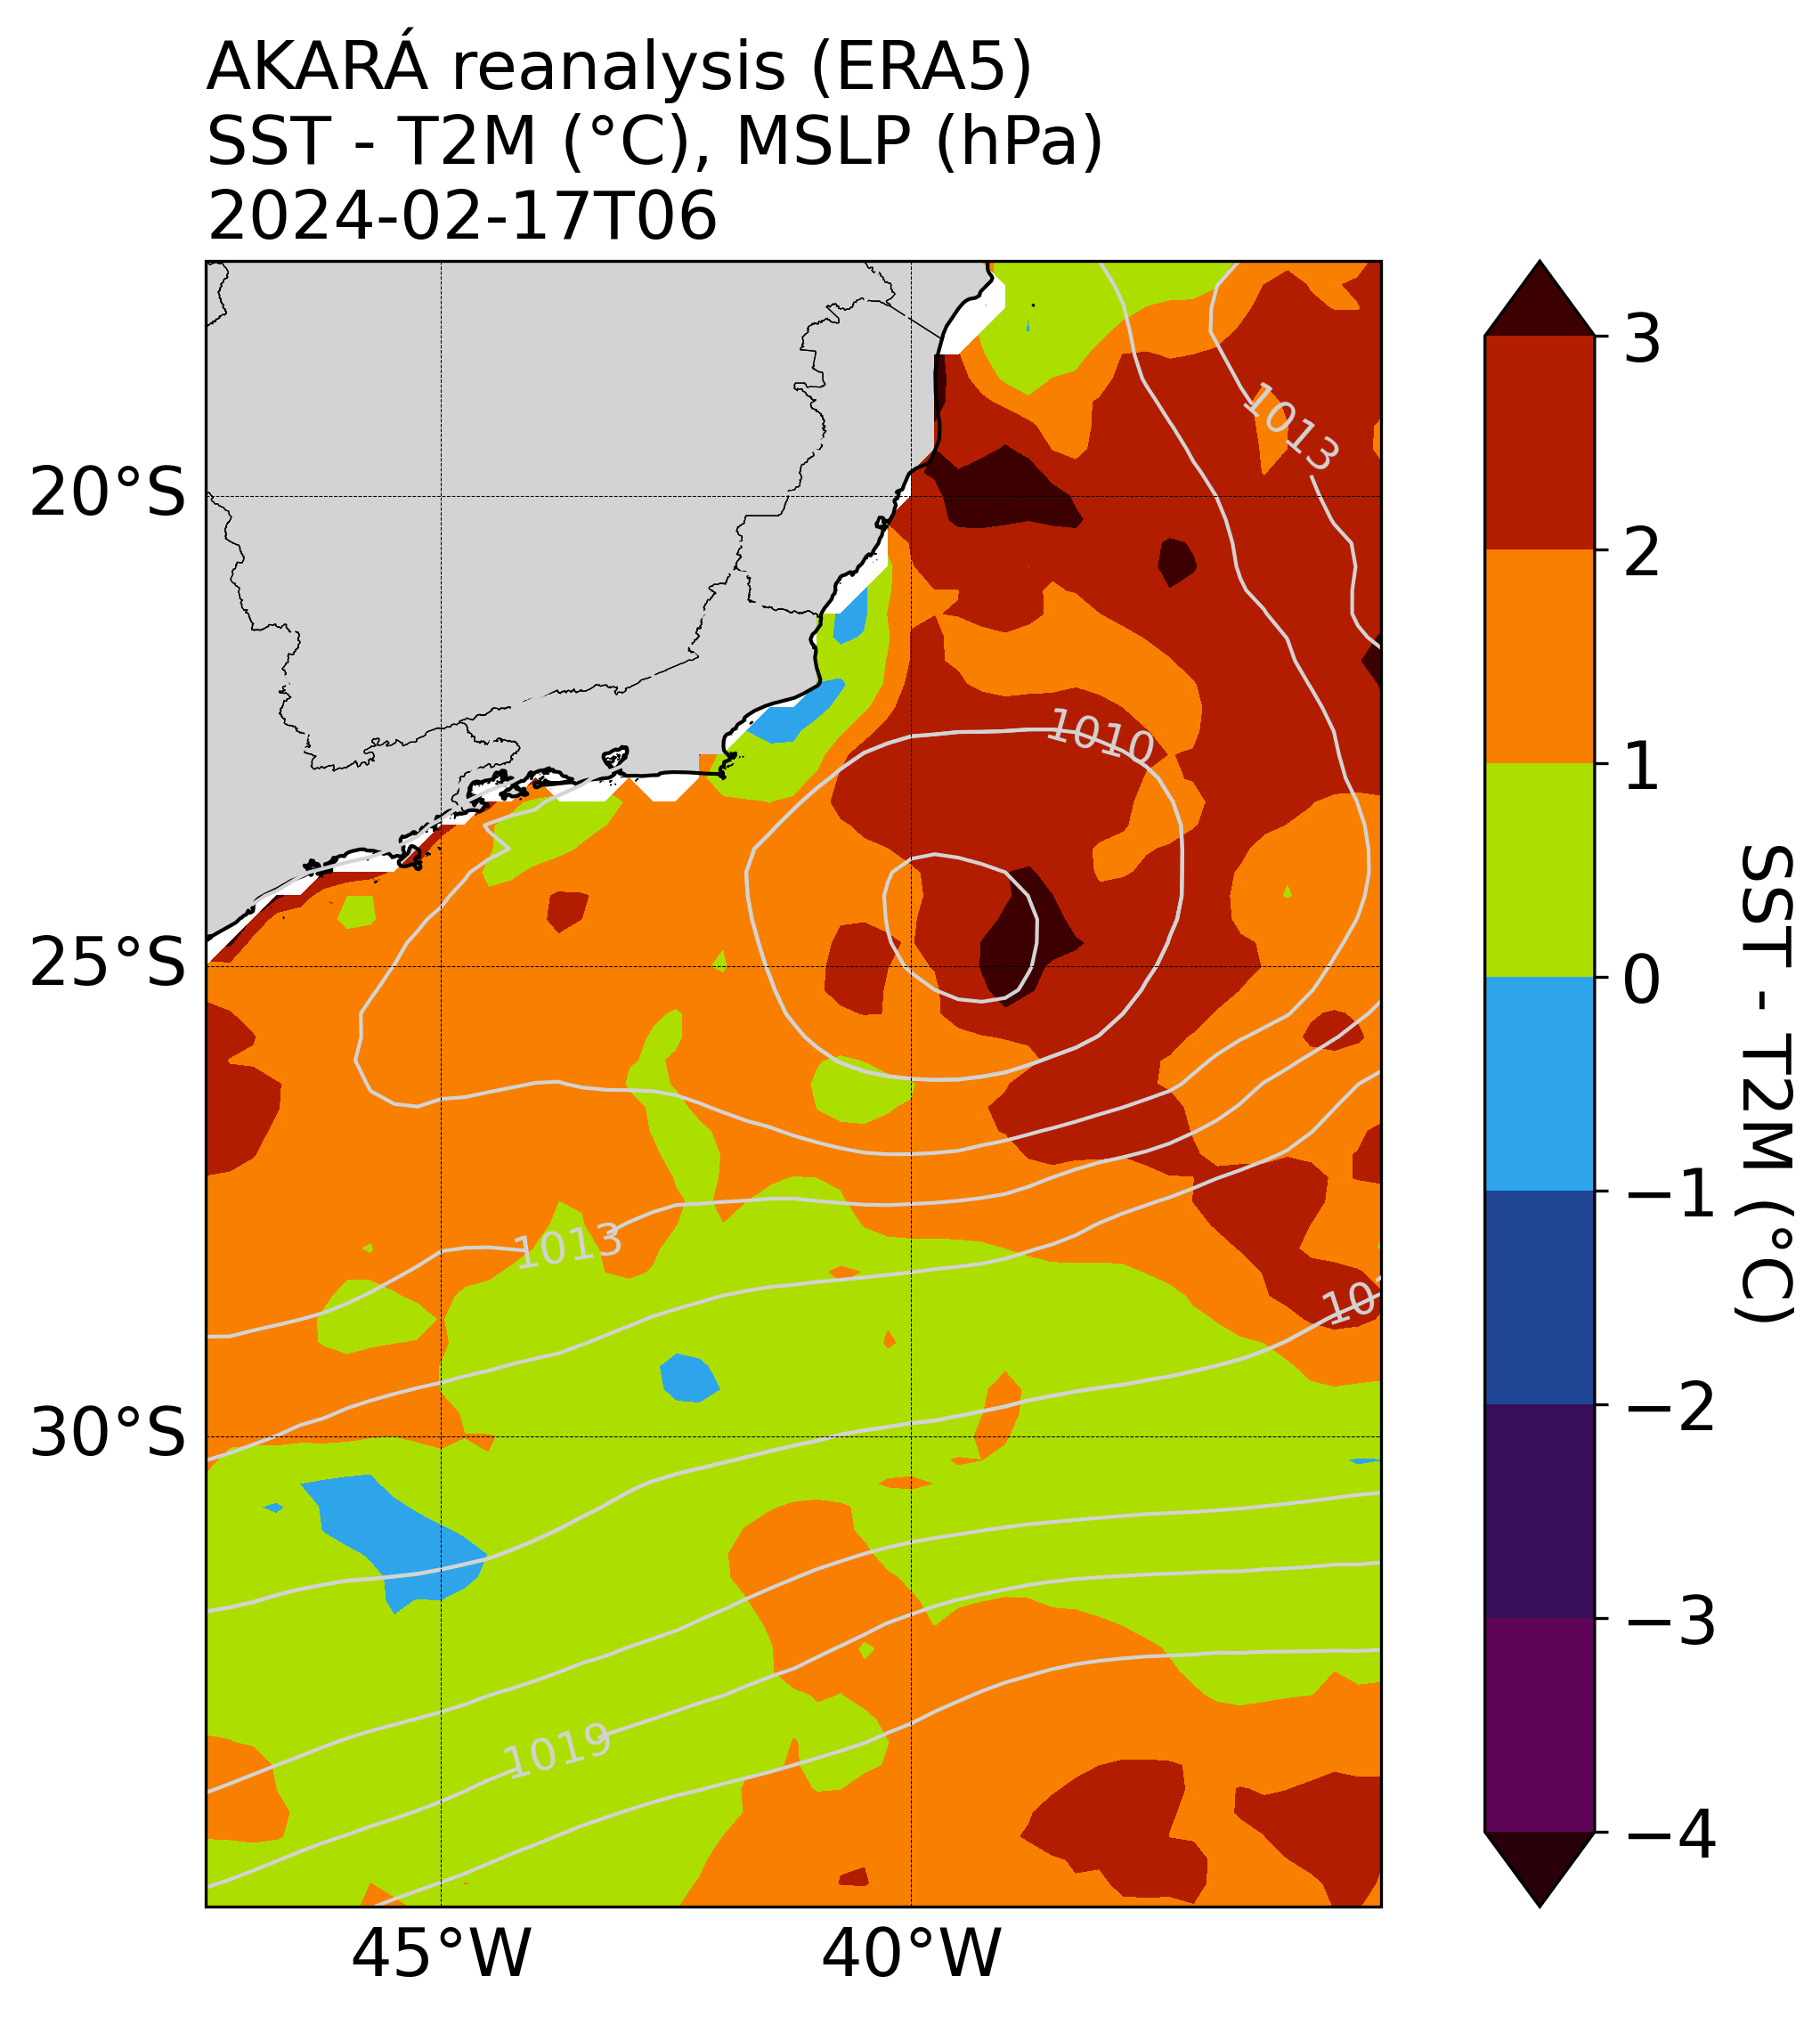 AKARÁ reanalysis (ERA5)
SST - T2M (°C), MSLP (hPa)
2024-02-17T06
20°S
25°S
30°S
45°W
40°W
1013
1010
1013
10
1019
3
2
1
0
−1
−2
−3
−4
SST - T2M (°C)